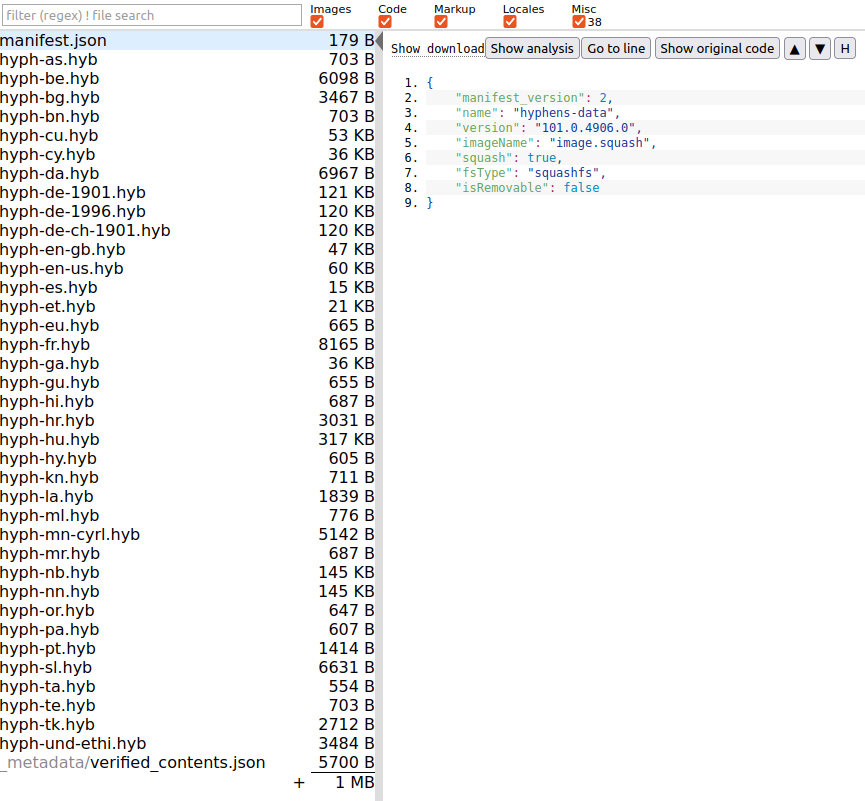 filter (regex) ! file search
Images Code Markup Locales Misc
38
manifest.json 179 B
hyph-as.hyb 703 B
hyph-be.hyb 6098 B
hyph-bg.hyb 3467 B
hyph-bn.hyb 703 B
hyph-cu.hyb 53 KB
hyph-cy.hyb 36 KB
hyph-da.hyb 6967 B
hyph-de-1901.hyb 121 KB
hyph-de-1996.hyb 120 KB
hyph-de-ch-1901.hyb 120 KB
hyph-en-gb.hyb 47 KB
hyph-en-us.hyb 60 KB
hyph-es.hyb 15 KB
hyph-et.hyb 21 KB
hyph-eu.hyb 665 B
hyph-fr.hyb 8165 B
hyph-ga.hyb 36 KB
hyph-gu.hyb 655 B
hyph-hi.hyb 687 B
hyph-hr.hyb 3031 B
hyph-hu.hyb 317 KB
hyph-hy.hyb 605 B
hyph-kn.hyb 711 B
hyph-la.hyb 1839 B
hyph-ml.hyb 776 B
hyph-mn-cyrl.hyb 5142 B
hyph-mr.hyb 687 B
hyph-nb.hyb 145 KB
hyph-nn.hyb 145 KB
hyph-or.hyb 647 B
hyph-pa.hyb 607 B
hyph-pt.hyb 1414 B
hyph-sl.hyb 6631 B
hyph-ta.hyb 554 B
hyph-te.hyb 703 B
hyph-tk.hyb 2712 B
hyph-und-ethi.hyb 3484 B
_metadata/verified_contents.json 5700 B
+ 1 MB
Show download Show analysis Go to line Show original code ▲ ▼ H
1. {
2. "manifest_version": 2,
3. "name": "hyphens-data",
4. "version": "101.0.4906.0",
5. "imageName": "image.squash",
6. "squash": true,
7. "fsType": "squashfs",
8. "isRemovable": false
9. }